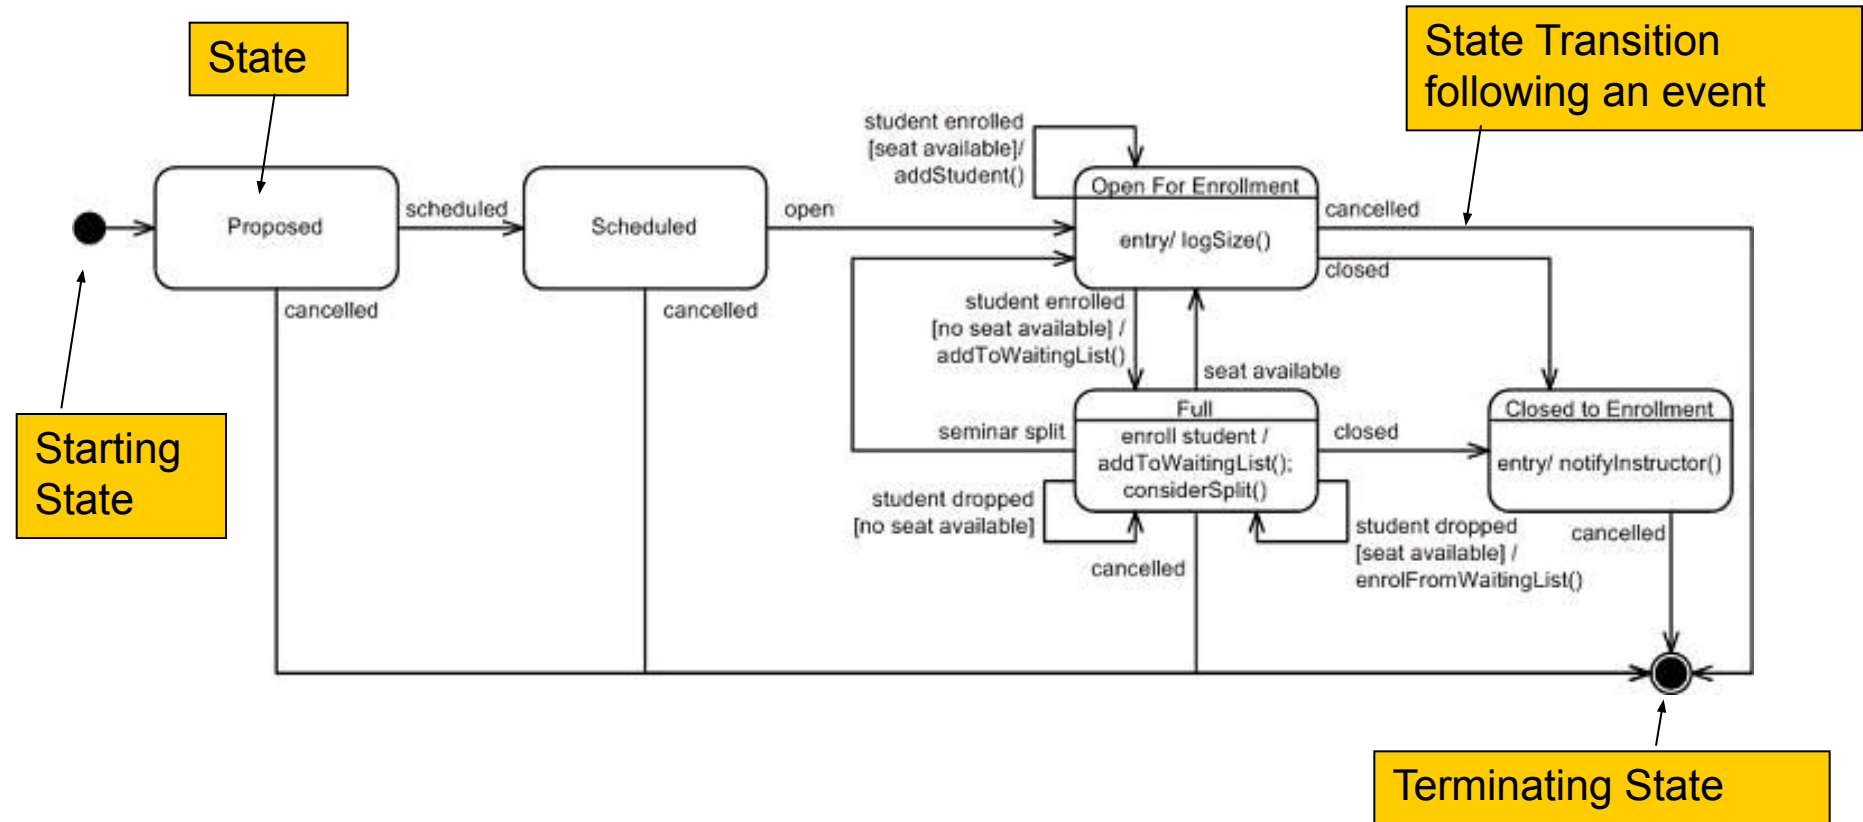 State
State Transition
following an event
student enrolled
[seat available]/
addStudent()
Open For Enrollment
entry/ logSize()
Proposed
scheduled
Scheduled
open
cancelled
closed
cancelled
cancelled
student enrolled
[no seat available] /
addToWaitingList()
seat available
Full
enroll student /
addToWaitingList();
considerSplit()
seminar split
closed
Closed to Enrollment
entry/ notifyInstructor()
Starting
State
student dropped
[no seat available]
cancelled
student dropped
[seat available] /
enrolFromWaitingList()
cancelled
Terminating State